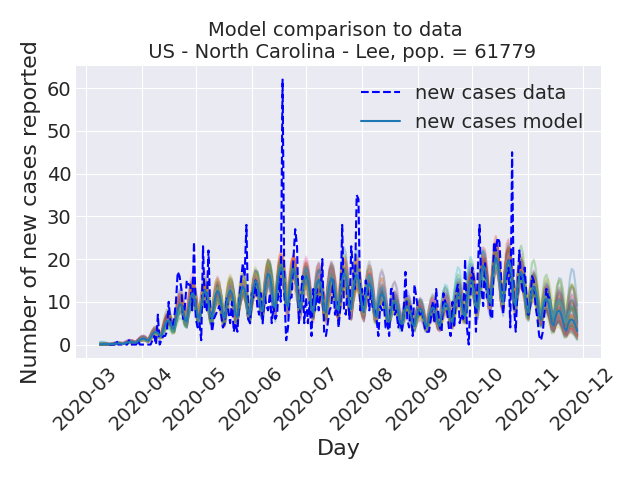 Model comparison to data
US - North Carolina - Lee, pop. = 61779
Number of new cases reported
60
50
40
30
20
10
0
new cases data
new cases model
2020-03
2020-04
2020-05
2020-06
2020-07
2020-08
2020-09
2020-10
2020-11
2020-12
Day